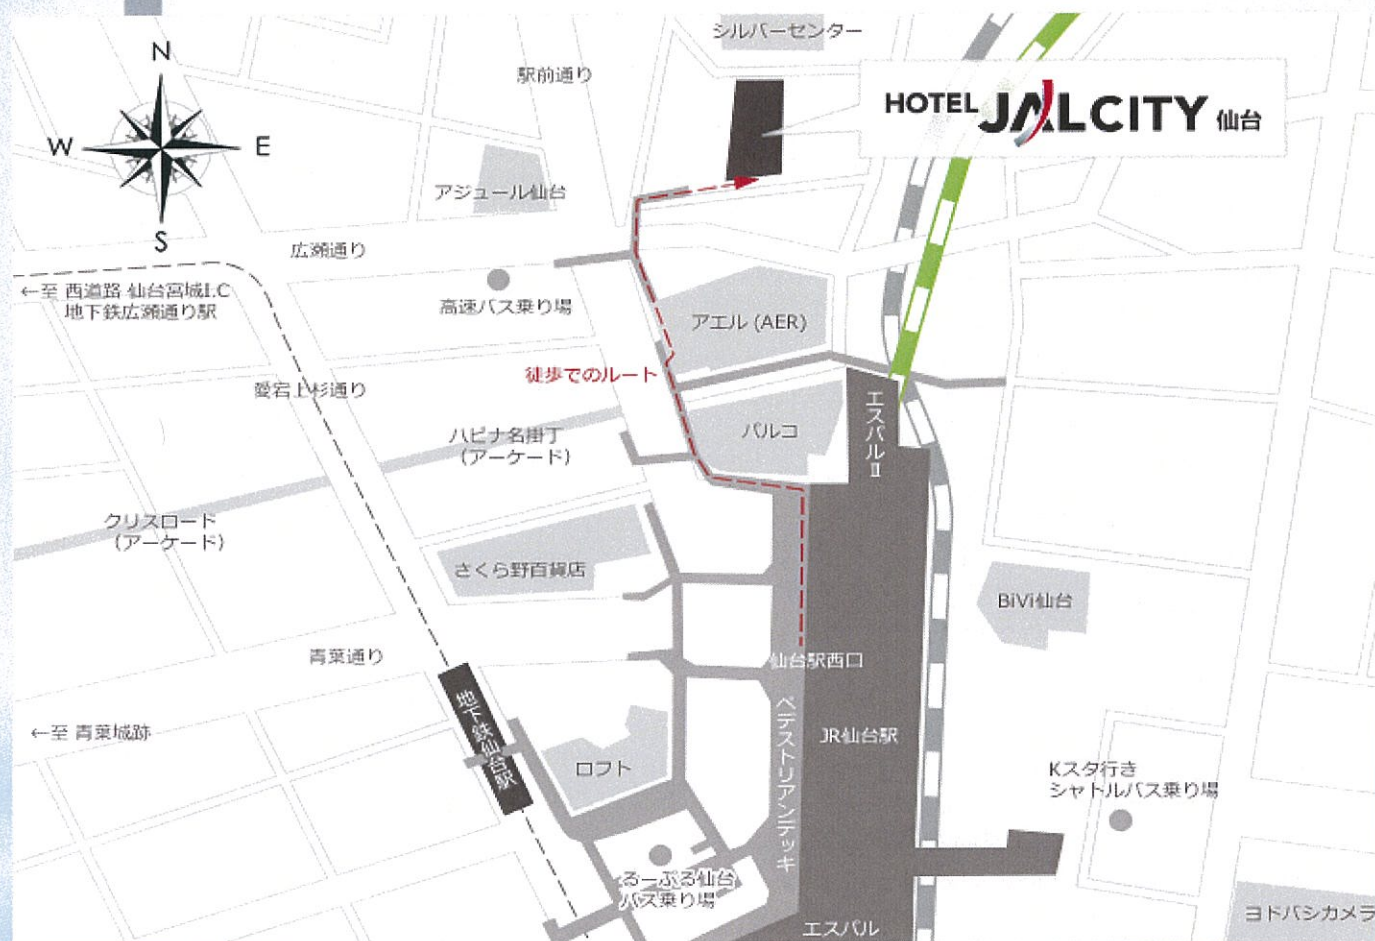 シルバーセンター
N
駅前通り
HOTEL JALCITY 仙台
W
E
アジュール仙台
S
広瀬通り
←至 西道路 仙台宮城I.C
地下鉄広瀬通り駅
高速バス乗り場
アエル (AER)
徒歩でのルート
愛宕上杉通り
エスパルⅡ
パルコ
ハピナ名掛丁
(アーケード)
クリスロード
(アーケード)
さくら野百貨店
BiVi仙台
青葉通り
仙台駅西口
地下鉄仙台駅
ペデストリアンデッキ
←至 青葉城跡
JR仙台駅
ロフト
Kスタ行き
シャトルバス乗り場
るーぷる仙台
バス乗り場
ヨドバシカメラ
エスパル